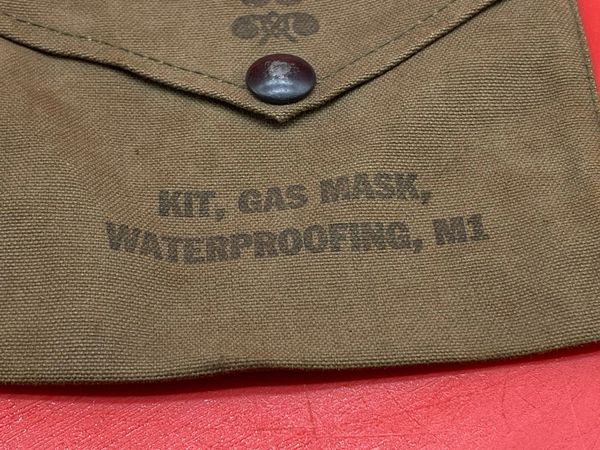 KIT, GAS MASK,
WATERPROOFING, M1